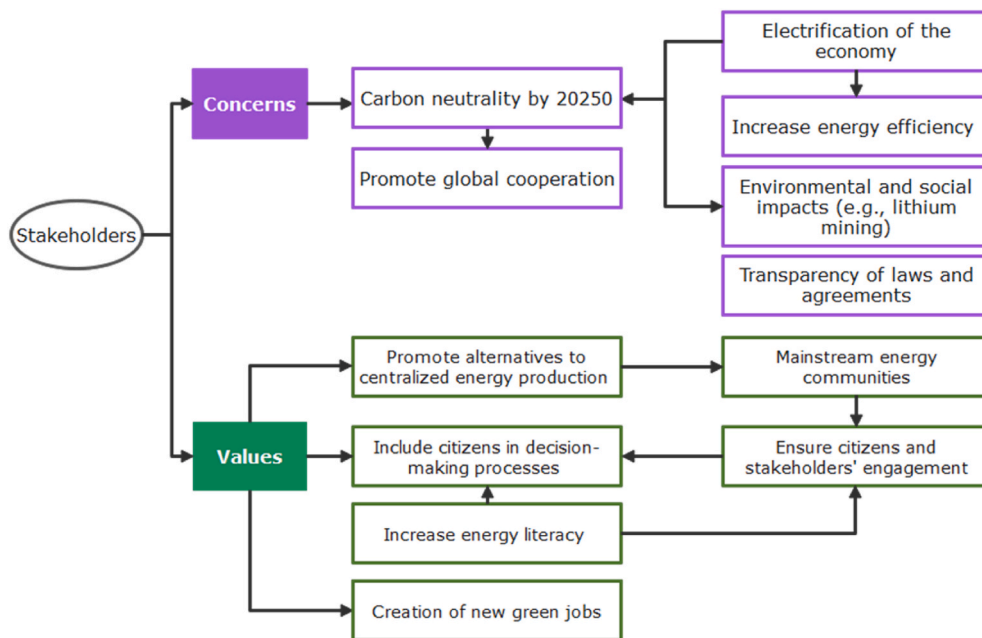 Stakeholders
Concerns
Carbon neutrality by 20250
Promote global cooperation
Electrification of the
economy
Increase energy efficiency
Environmental and social
impacts (e.g., lithium
mining)
Transparency of laws and
agreements
Values
Promote alternatives to
centralized energy production
Mainstream energy
communities
Include citizens in decision-
making processes
Ensure citizens and
stakeholders' engagement
Increase energy literacy
Creation of new green jobs